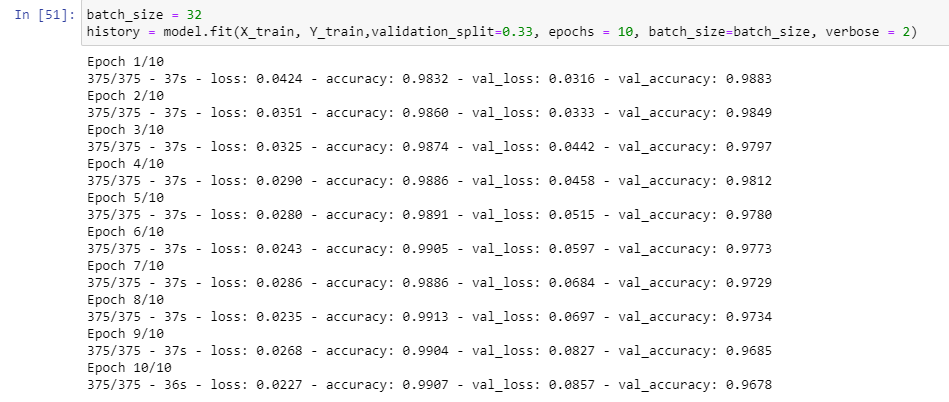 In [51]: batch_size = 32
history = model.fit(X_train, Y_train,validation_split=0.33, epochs = 10, batch_size=batch_size, verbose = 2)
Epoch 1/10
375/375 - 37s - loss: 0.0424 - accuracy: 0.9832 - val_loss: 0.0316 - val_accuracy: 0.9883
Epoch 2/10
375/375 - 37s - loss: 0.0351 - accuracy: 0.9860 - val_loss: 0.0333 - val_accuracy: 0.9849
Epoch 3/10
375/375 - 37s - loss: 0.0325 - accuracy: 0.9874 - val_loss: 0.0442 - val_accuracy: 0.9797
Epoch 4/10
375/375 - 37s - loss: 0.0290 - accuracy: 0.9886 - val_loss: 0.0458 - val_accuracy: 0.9812
Epoch 5/10
375/375 - 37s - loss: 0.0280 - accuracy: 0.9891 - val_loss: 0.0515 - val_accuracy: 0.9780
Epoch 6/10
375/375 - 37s - loss: 0.0243 - accuracy: 0.9905 - val_loss: 0.0597 - val_accuracy: 0.9773
Epoch 7/10
375/375 - 37s - loss: 0.0286 - accuracy: 0.9886 - val_loss: 0.0684 - val_accuracy: 0.9729
Epoch 8/10
375/375 - 37s - loss: 0.0235 - accuracy: 0.9913 - val_loss: 0.0697 - val_accuracy: 0.9734
Epoch 9/10
375/375 - 37s - loss: 0.0268 - accuracy: 0.9904 - val_loss: 0.0827 - val_accuracy: 0.9685
Epoch 10/10
375/375 - 36s - loss: 0.0227 - accuracy: 0.9907 - val_loss: 0.0857 - val_accuracy: 0.9678